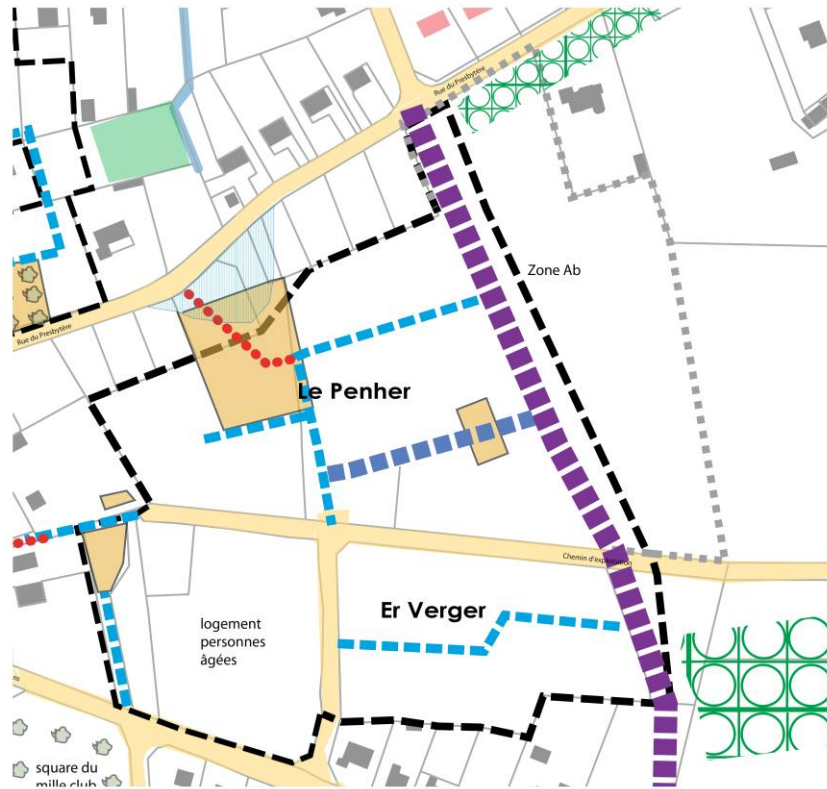 Rue du Presbytère
Zone Ab
Rue du Presbytère
Le Penher
Chemin d'exploitation
Er Verger
logement
personnes
âgées
square du
mille club